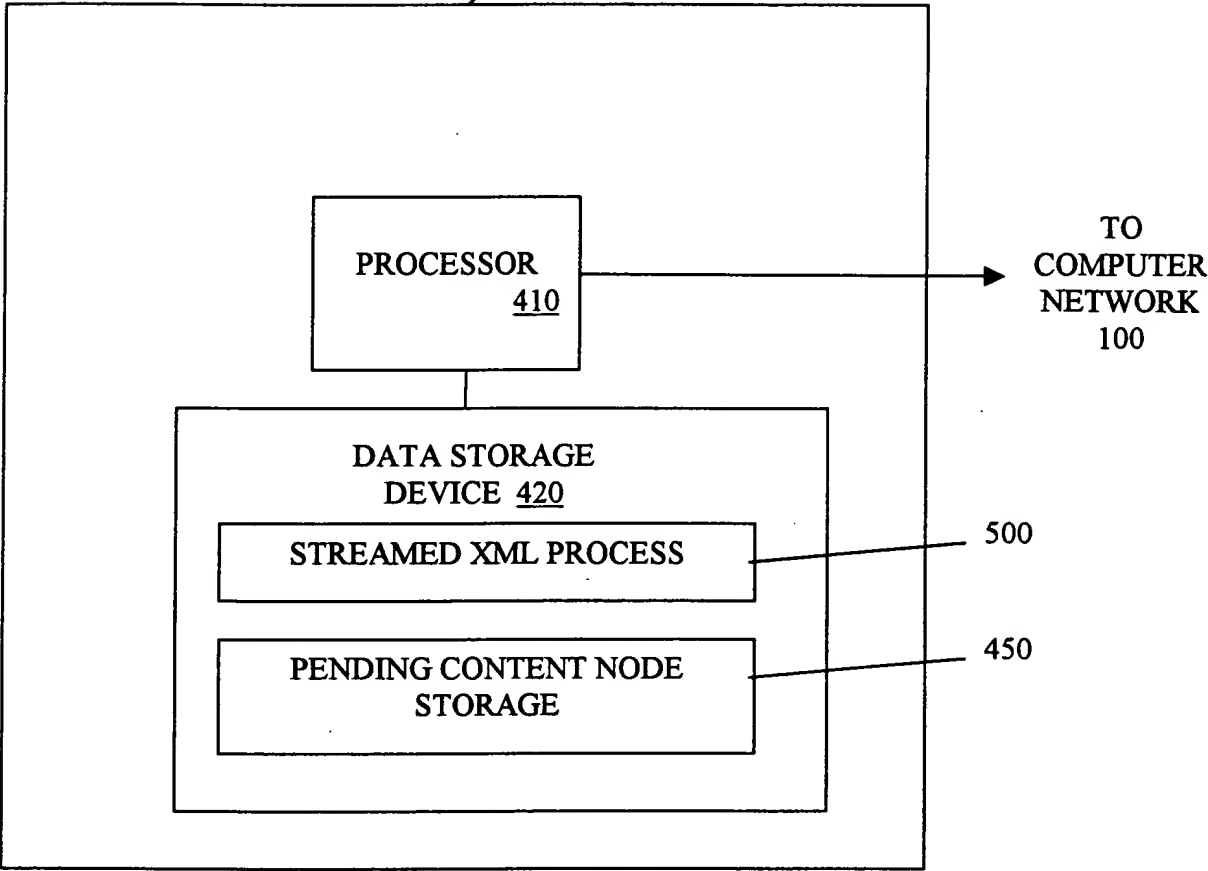 PROCESSOR
410
TO
COMPUTER
NETWORK
100
DATA STORAGE
DEVICE 420
STREAMED XML PROCESS
500
PENDING CONTENT NODE
STORAGE
450